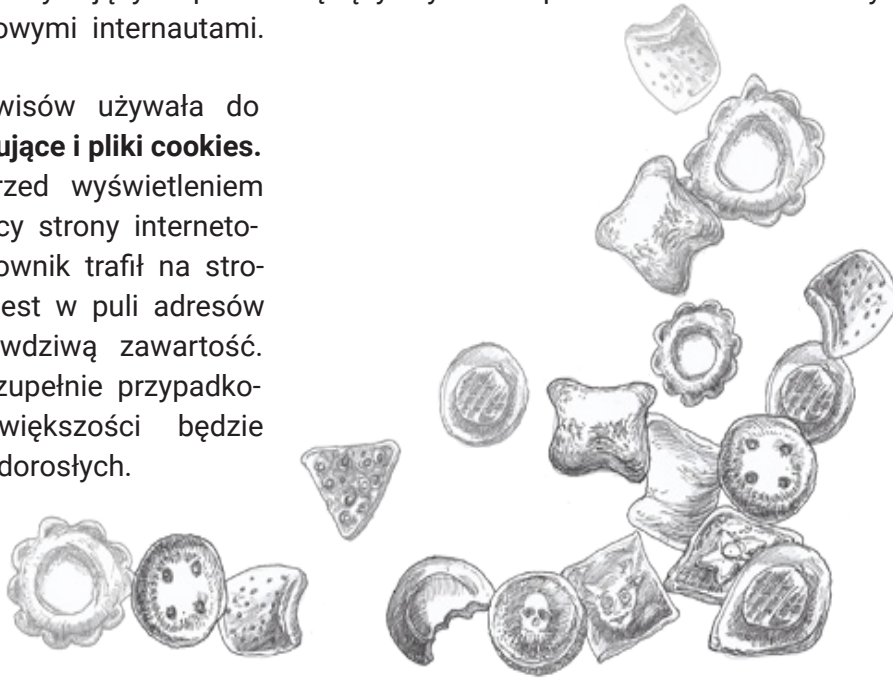 owymi internautami.
wisów używała do
ujące i pliki cookies.
rzed wyświetleniem
cy strony interneto-
ownik trafił na stro-
est w puli adresów
wdziwą zawartość.
zupełnie przypadko-
większości będzie
dorosłych.